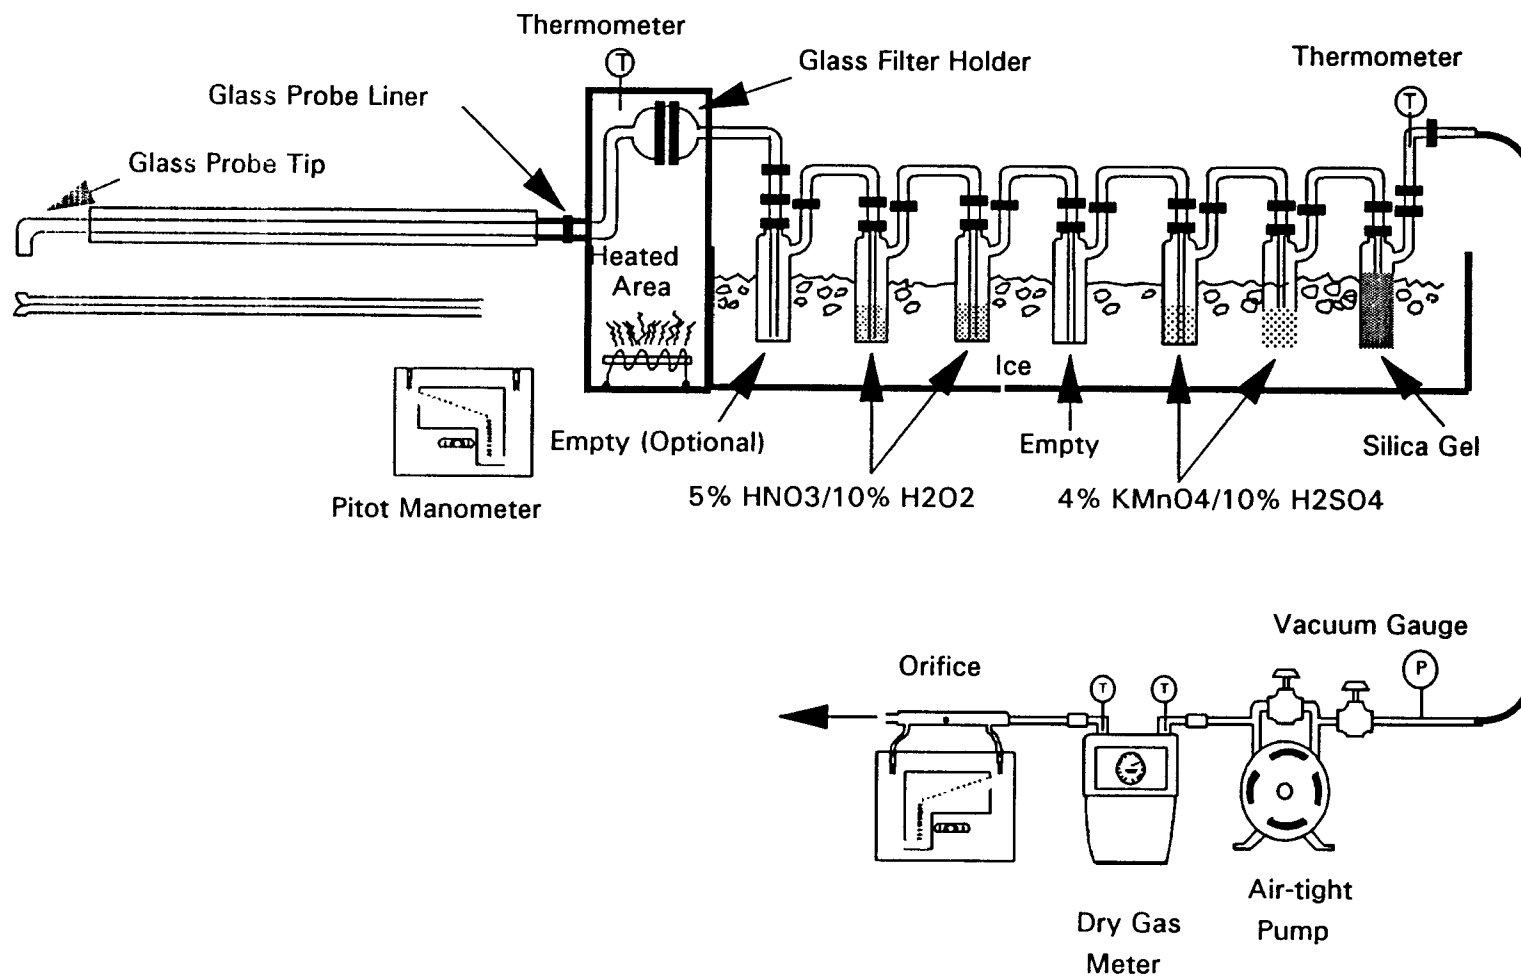 Thermometer
T
Glass Filter Holder
Thermometer
T
Glass Probe Liner
Glass Probe Tip
Heated
Area
Ice
Empty (Optional)
Empty
Silica Gel
5% HNO3/10% H2O2
4% KMnO4/10% H2SO4
Pitot Manometer
Vacuum Gauge
Orifice
P
T
T
Air-tight
Pump
Dry Gas
Meter